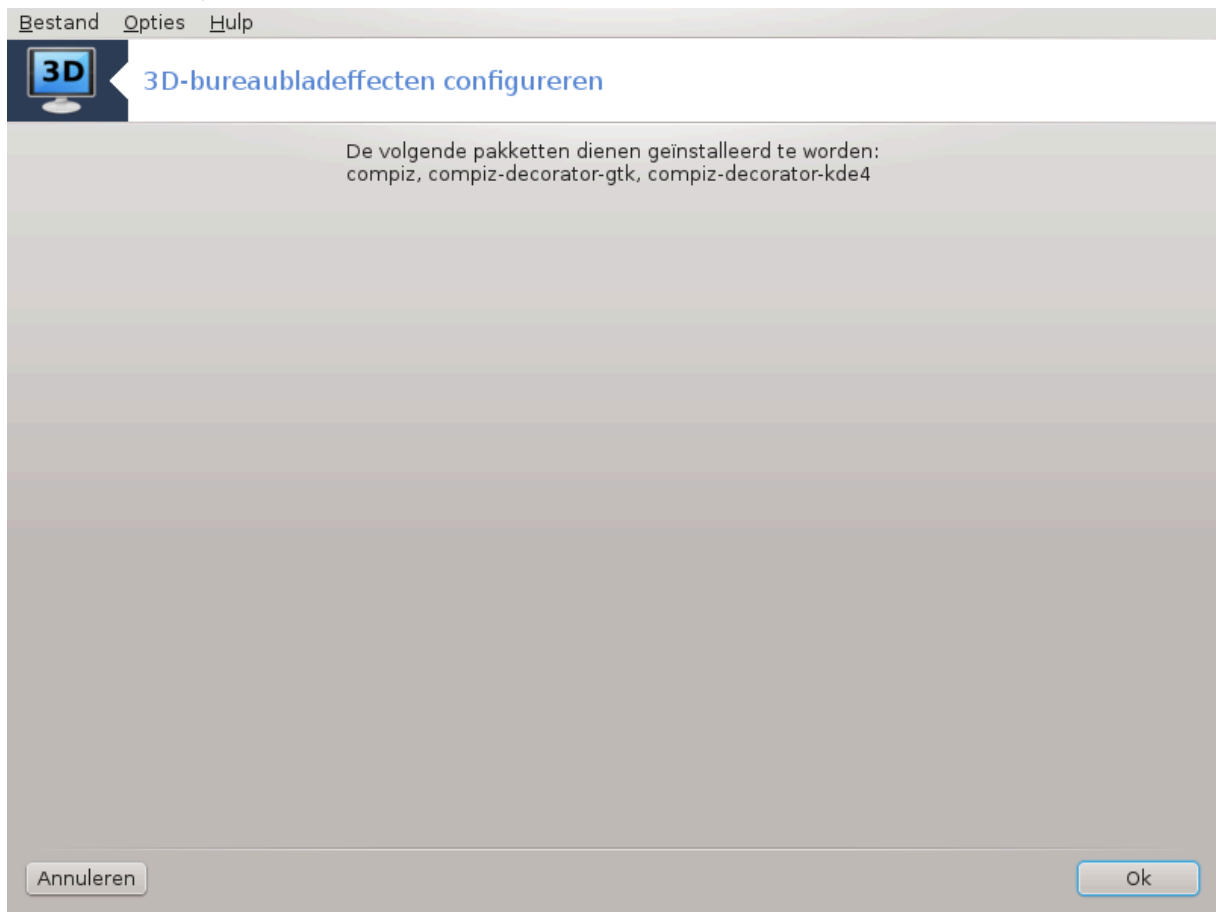 Bestand Opties Hulp
3D
3D-bureaubladeffecten configureren
De volgende pakketten dienen geïnstalleerd te worden:
compiz, compiz-decorator-gtk, compiz-decorator-kde4
Annuleren Ok